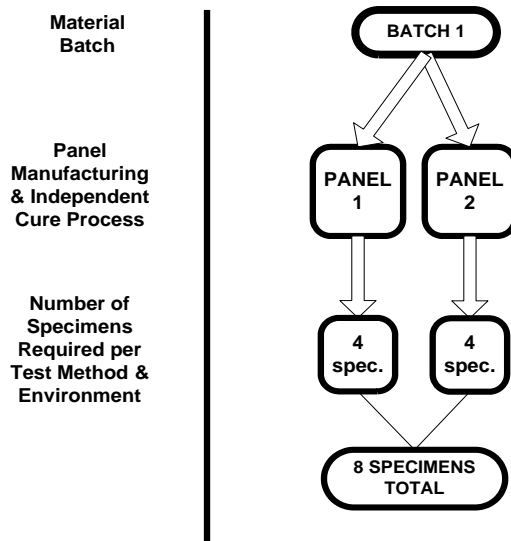 Material
Batch
BATCH 1
Panel
Manufacturing
& Independent
Cure Process
PANEL
1
PANEL
2
Number of
Specimens
Required per
Test Method &
Environment
4
spec.
4
spec.
8 SPECIMENS
TOTAL